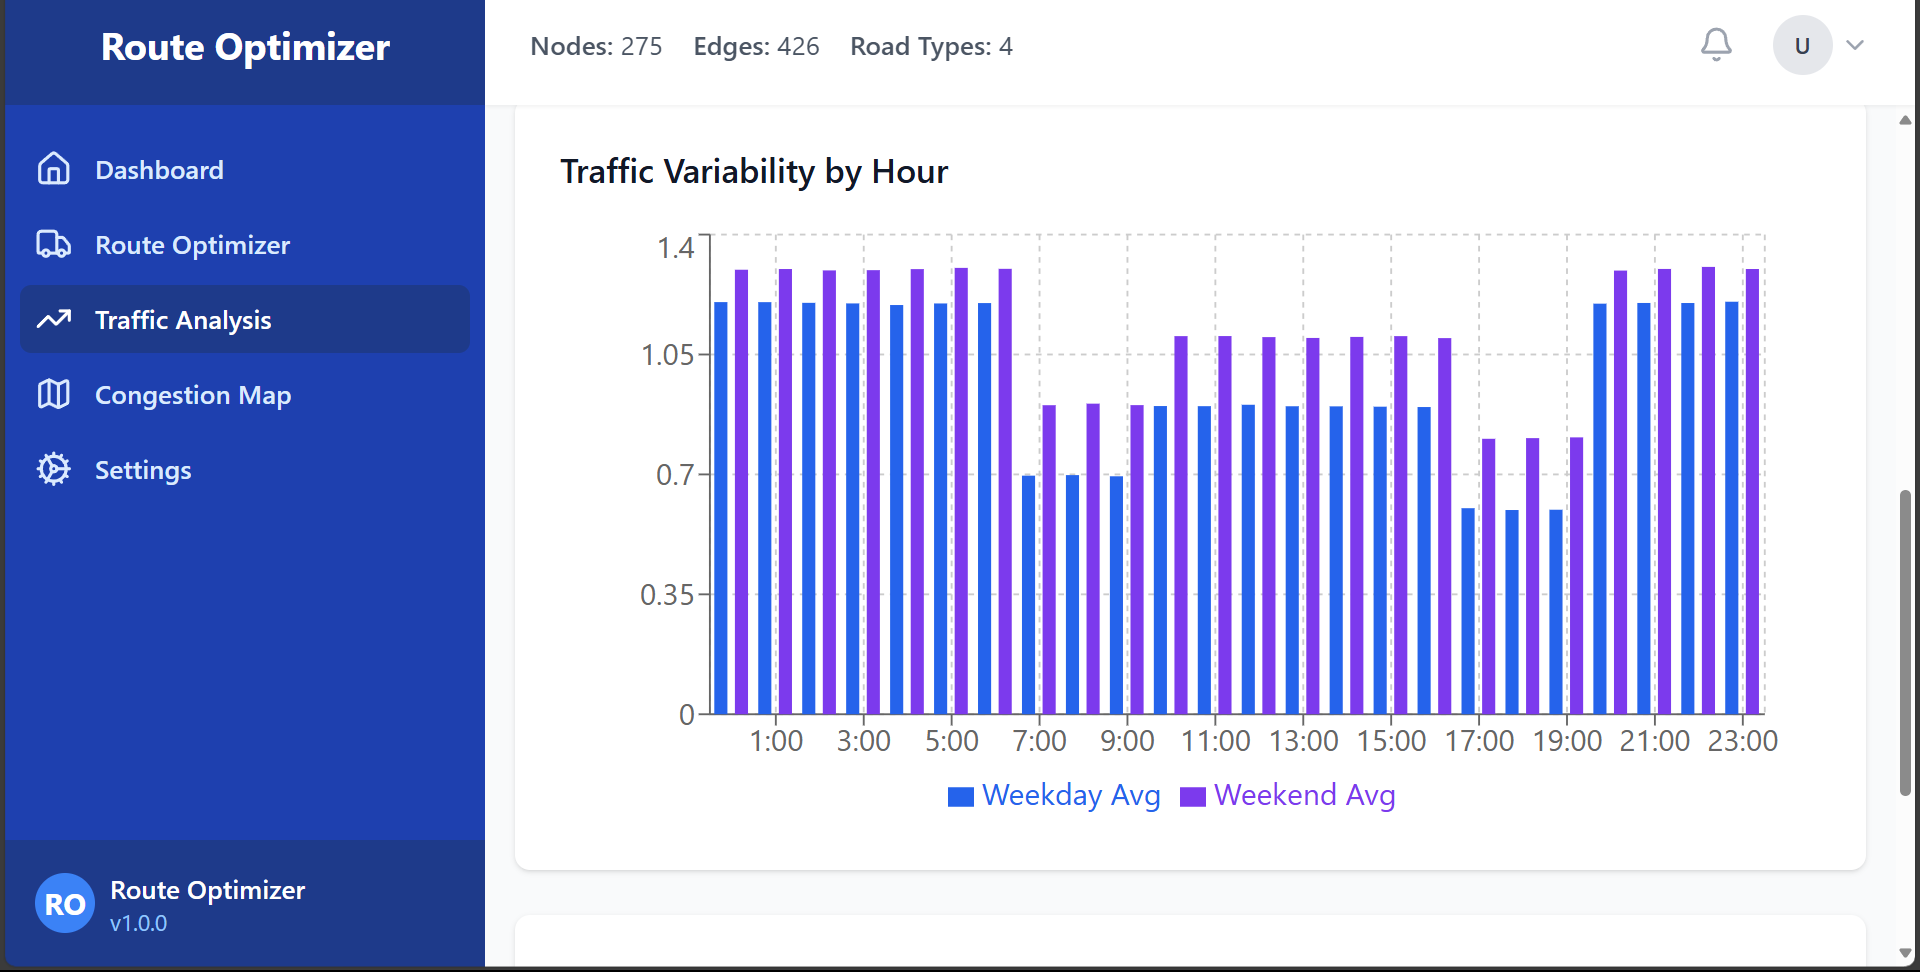 Route Optimizer
Nodes: 275 Edges: 426 Road Types: 4
U
Dashboard
Route Optimizer
Traffic Analysis
Congestion Map
Settings
Traffic Variability by Hour
1.4
1.05
0.7
0.35
0
1:00 3:00 5:00 7:00 9:00 11:00 13:00 15:00 17:00 19:00 21:00 23:00
Weekday Avg Weekend Avg
RO
Route Optimizer
v1.0.0